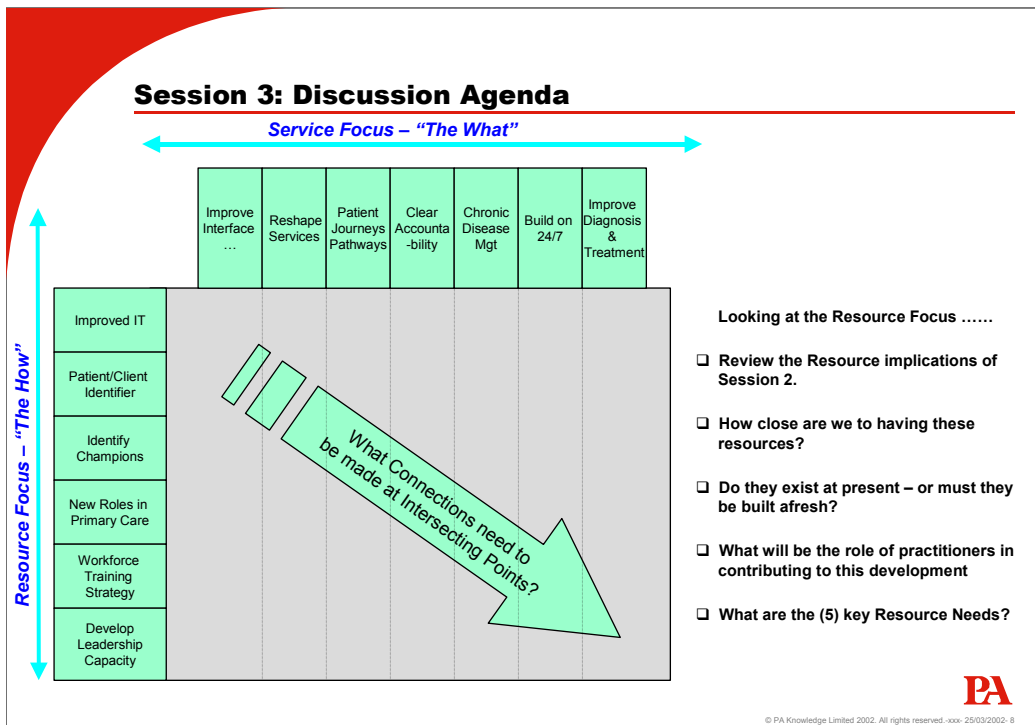 Session 3: Discussion Agenda
Service Focus – “The What”
Improve
Interface
…
Reshape
Services
Patient
Journeys
Pathways
Clear
Accounta
-bility
Chronic
Disease
Mgt
Build on
24/7
Improve
Diagnosis
&
Treatment
Resource Focus – “The How”
Improved IT
Patient/Client
Identifier
Identify
Champions
New Roles in
Primary Care
Workforce
Training
Strategy
Develop
Leadership
Capacity
What Connections need to
be made at Intersecting Points?
Looking at the Resource Focus ……
❑ Review the Resource implications of
Session 2.
❑ How close are we to having these
resources?
❑ Do they exist at present – or must they
be built afresh?
❑ What will be the role of practitioners in
contributing to this development
❑ What are the (5) key Resource Needs?
PA
© PA Knowledge Limited 2002. All rights reserved.-xxx- 25/03/2002- 8